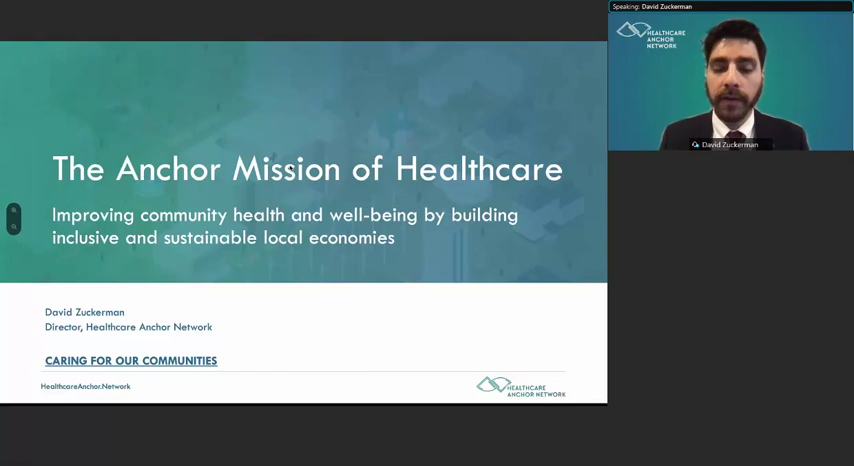 Speaking: David Zuckerman
HEALTHCARE
ANCHOR
NETWORK
David Zuckerman
The Anchor Mission of Healthcare
Improving community health and well-being by building
inclusive and sustainable local economies
David Zuckerman
Director, Healthcare Anchor Network
CARING FOR OUR COMMUNITIES
HealthcareAnchor.Network
HEALTHCARE
ANCHOR NETWORK